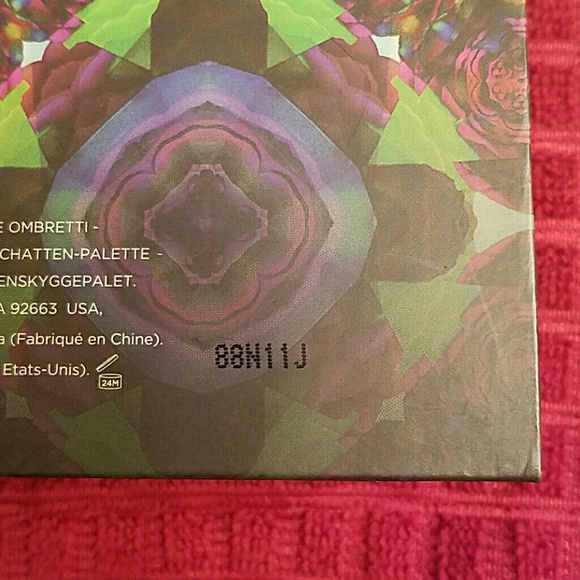 E OMBRETTI -
CHATTEN-PALETTE -
ENSKYGGEPALET.
A 92663 USA,
a (Fabriqué en Chine).
Etats-Unis).
24M
88N11J